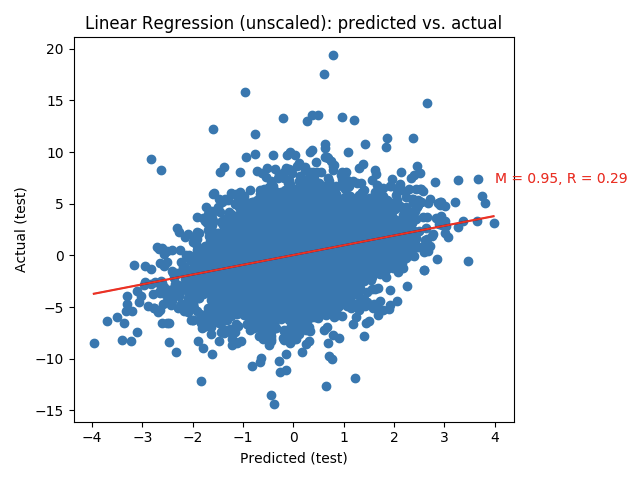 Linear Regression (unscaled): predicted vs. actual
20
15
10
5
0
−5
−10
−15
Actual (test)
M = 0.95, R = 0.29
−4 −3 −2 −1 0 1 2 3 4
Predicted (test)